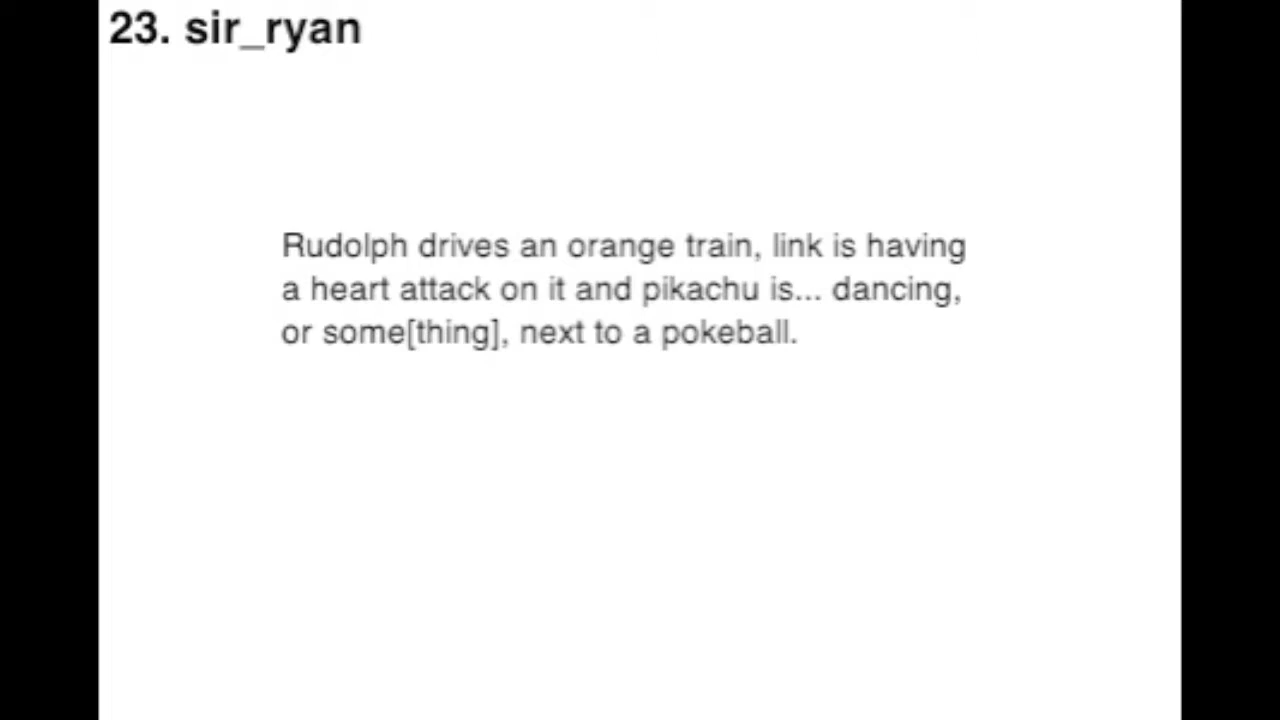 23. sir_ryan
Rudolph drives an orange train, link is having
a heart attack on it and pikachu is... dancing,
or some[thing], next to a pokeball.